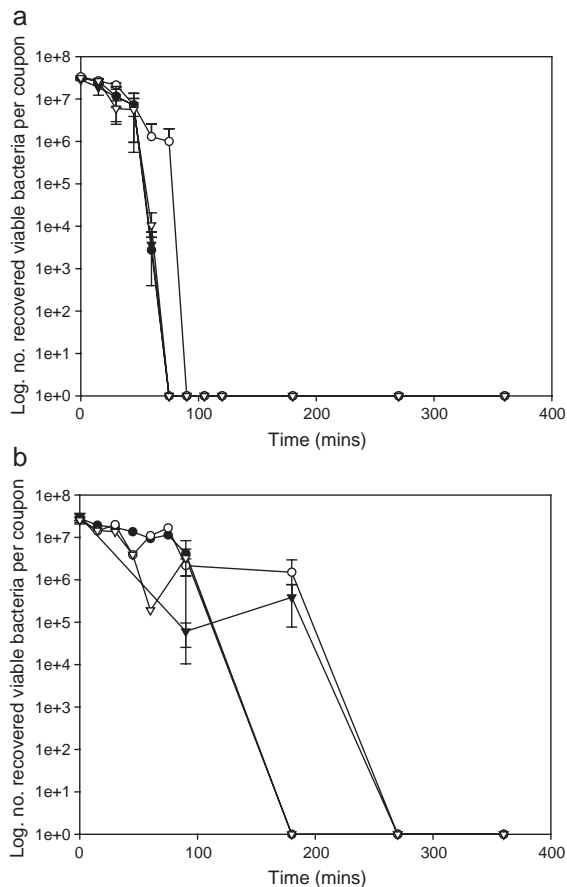 a
Log. no. recovered viable bacteria per coupon
1e+8
1e+7
1e+6
1e+5
1e+4
1e+3
1e+2
1e+1
1e+0
0 100 200 300 400
Time (mins)
b
Log. no. recovered viable bacteria per coupon
1e+8
1e+7
1e+6
1e+5
1e+4
1e+3
1e+2
1e+1
1e+0
0 100 200 300 400
Time (mins)